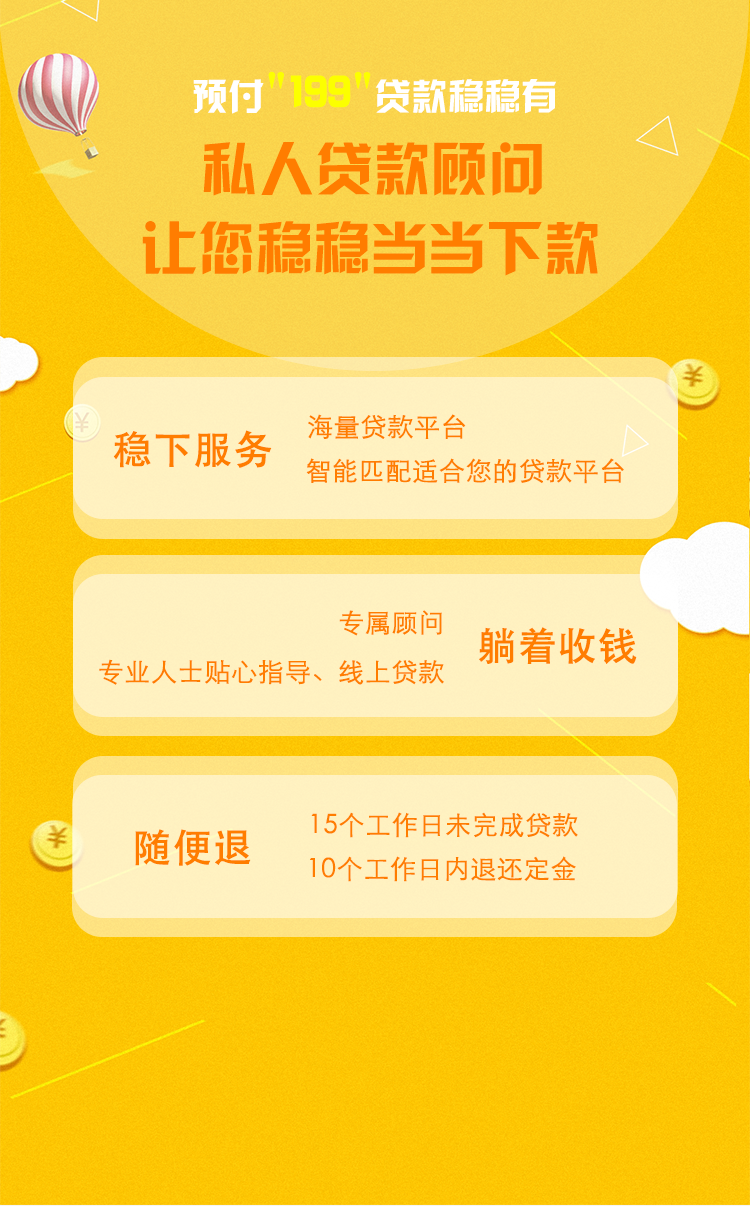 预付"199"贷款稳稳有
私人贷款顾问
让您稳稳当当下款
稳下服务
海量贷款平台
智能匹配适合您的贷款平台
专属顾问
专业人士贴心指导、线上贷款
躺着收钱
随便退
15个工作日未完成贷款
10个工作日内退还定金